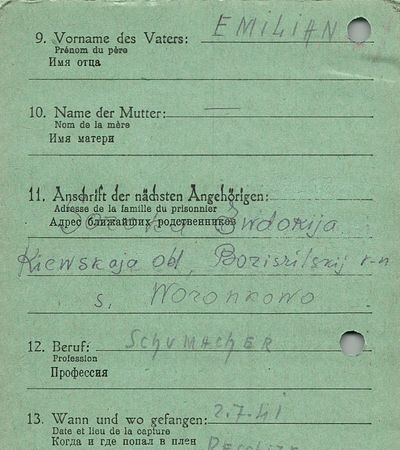 9. Vorname des Vaters: EMILIAN
Prénom du père
Имя отца
10. Name der Mutter: —
Nom de la mère
Имя матери
11. Anschrift der nächsten Angehörigen:
Adresse de la famille du prisonnier
Адрес ближайших родственников
Ewdokija
Kiewskaja obl, Boriszilskij r-n
s. Woronkowo
12. Beruf: SCHUMACHER
Profession
Профессия
13. Wann und wo gefangen: 2.7.41
Date et lieu de la capture
Когда и где попал в плен